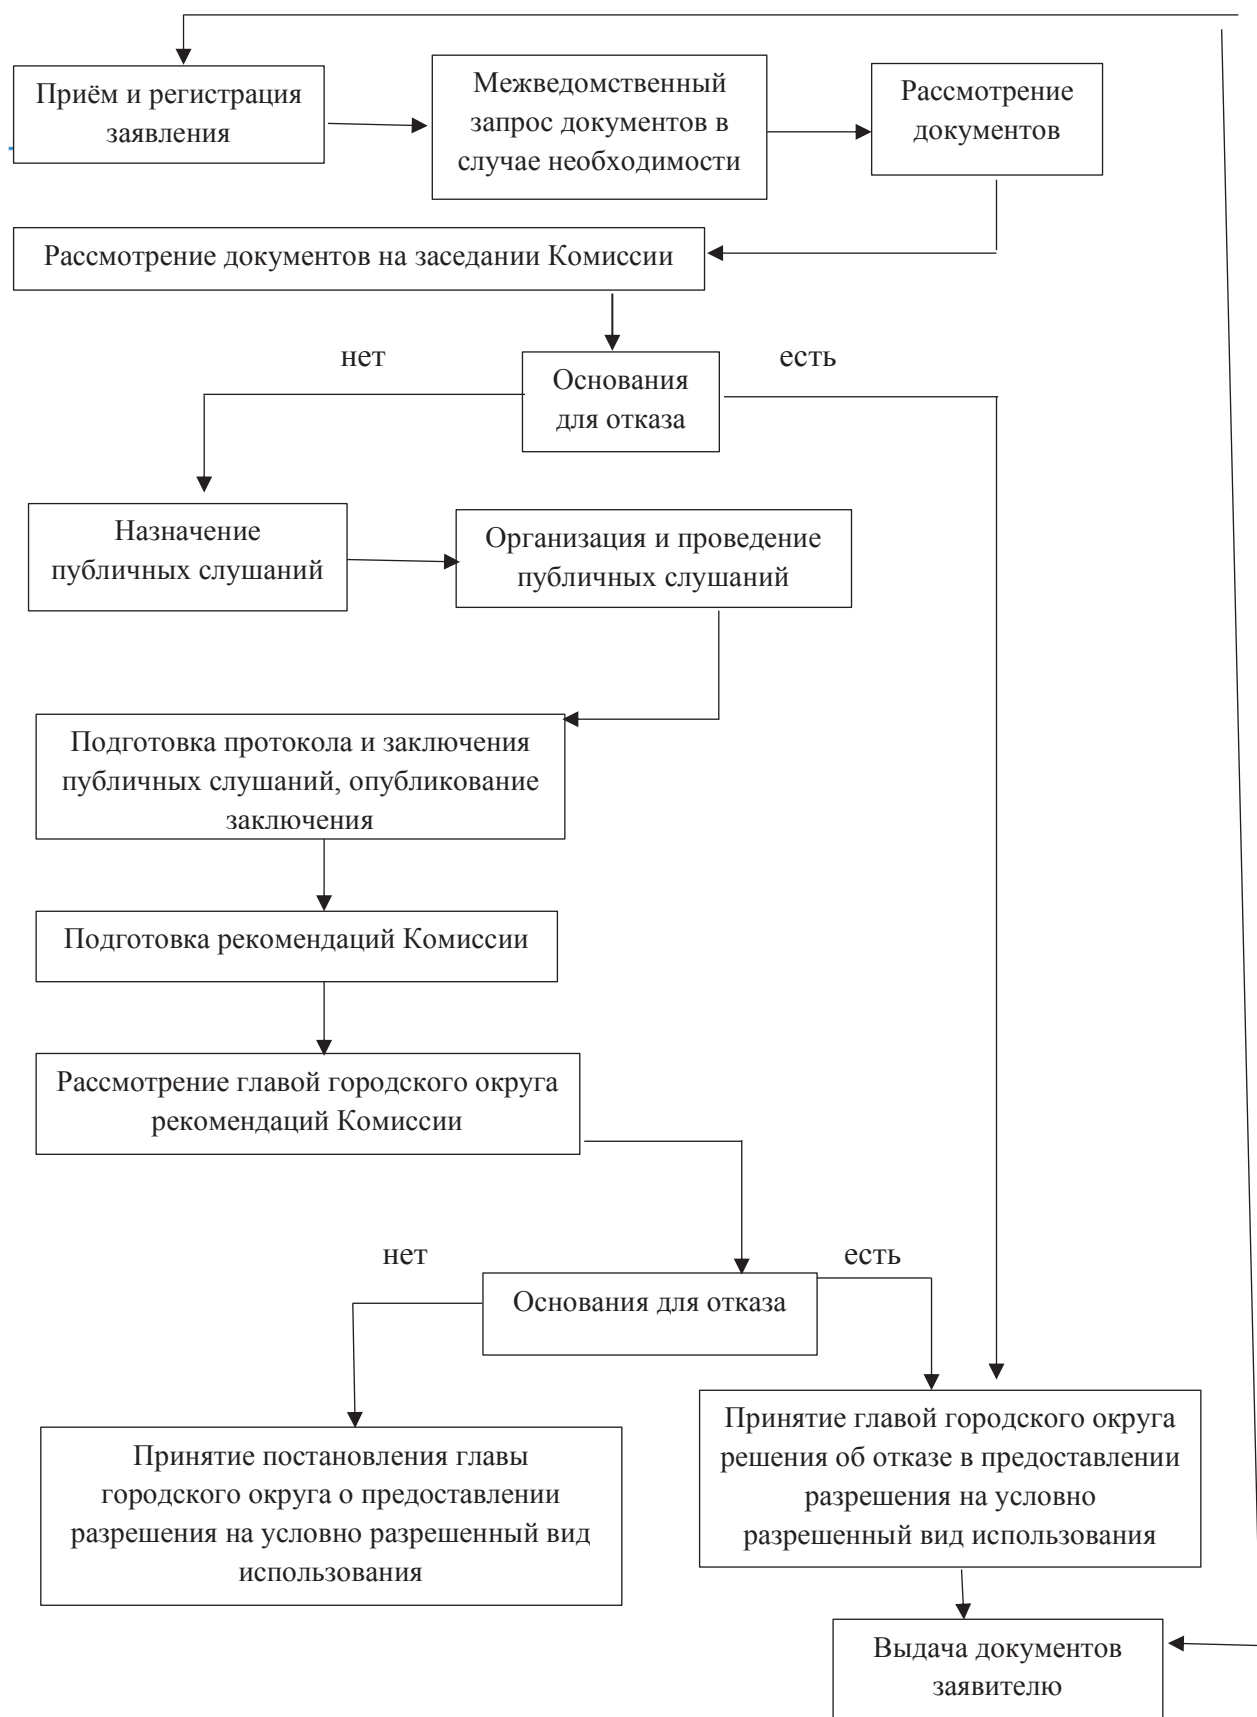 Приём и регистрация
заявления
Межведомственный
запрос документов в
случае необходимости
Рассмотрение
документов
Рассмотрение документов на заседании Комиссии
нет
есть
Основания
для отказа
Назначение
публичных слушаний
Организация и проведение
публичных слушаний
Подготовка протокола и заключения
публичных слушаний, опубликование
заключения
Подготовка рекомендаций Комиссии
Рассмотрение главой городского округа
рекомендаций Комиссии
нет
есть
Основания для отказа
Принятие постановления главы
городского округа о предоставлении
разрешения на условно разрешенный вид
использования
Принятие главой городского округа
решения об отказе в предоставлении
разрешения на условно
разрешенный вид использования
Выдача документов
заявителю